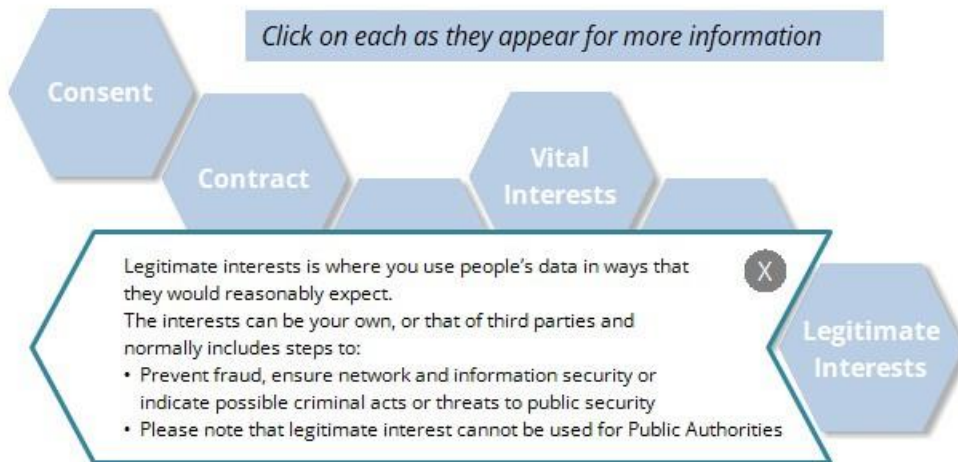 Click on each as they appear for more information
Consent
Contract
Vital
Interests
Legitimate interests is where you use people’s data in ways that
they would reasonably expect.
The interests can be your own, or that of third parties and
normally includes steps to:
• Prevent fraud, ensure network and information security or
indicate possible criminal acts or threats to public security
• Please note that legitimate interest cannot be used for Public Authorities
X
Legitimate
Interests